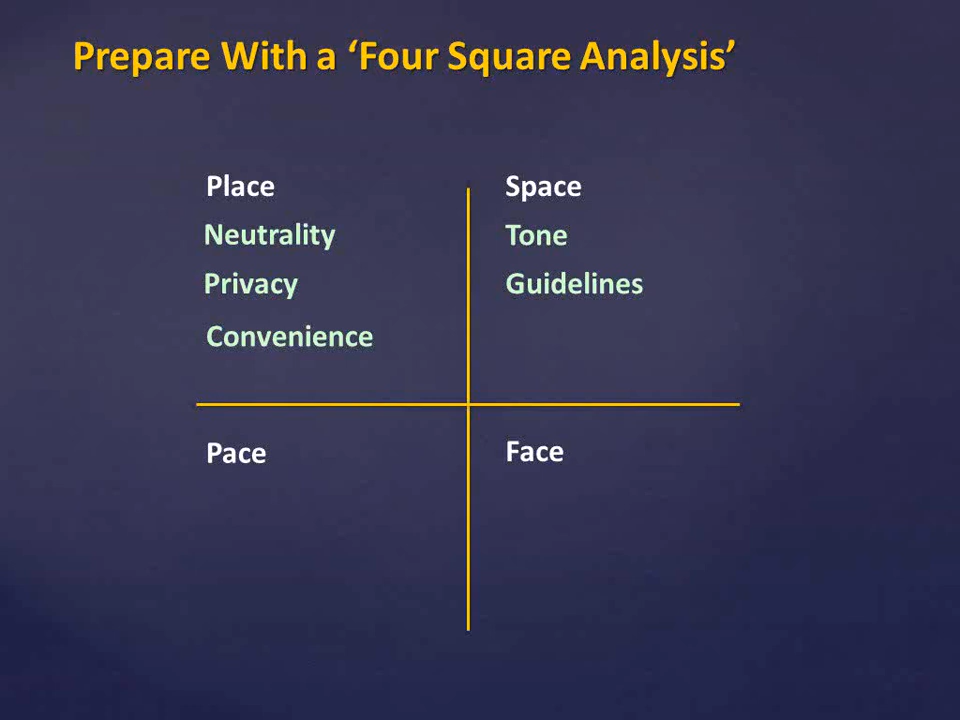 Prepare With a ‘Four Square Analysis’
Place
Neutrality
Privacy
Convenience
Space
Tone
Guidelines
Pace
Face